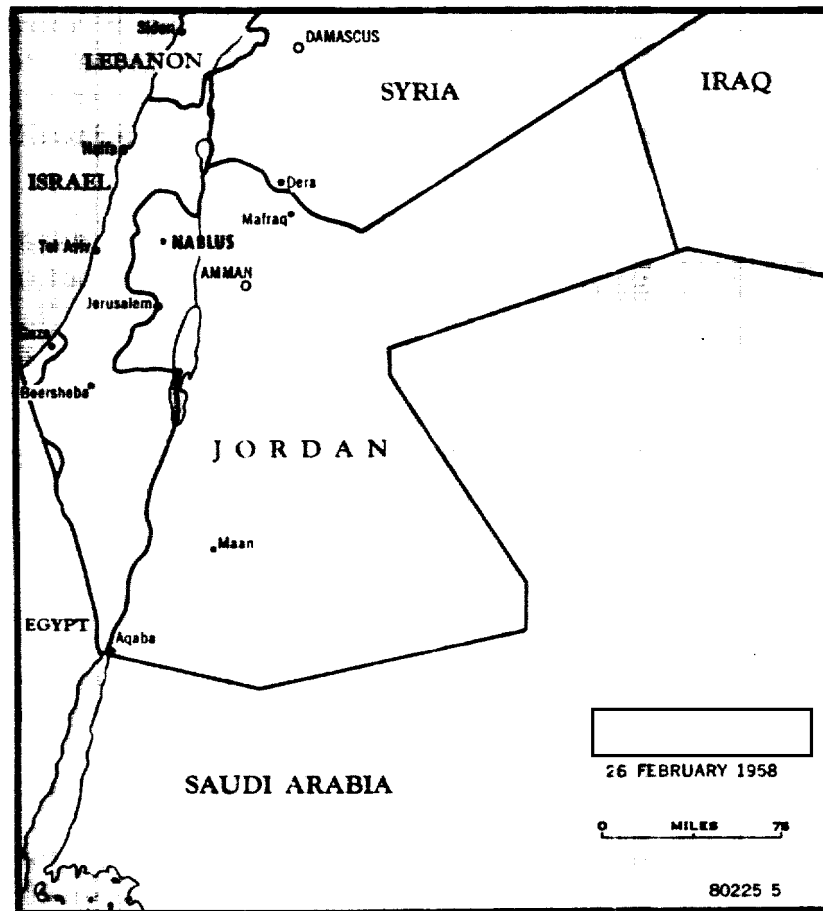 Sidon
DAMASCUS
LEBANON
SYRIA
IRAQ
Haifa
ISRAEL
Dera
Mafraq
NABLUS
Tel Aviv
AMMAN
Jerusalem
Gaza
Beersheba
JORDAN
Maan
EGYPT
Aqaba
SAUDI ARABIA
26 FEBRUARY 1958
0 MILES 75
80225 5